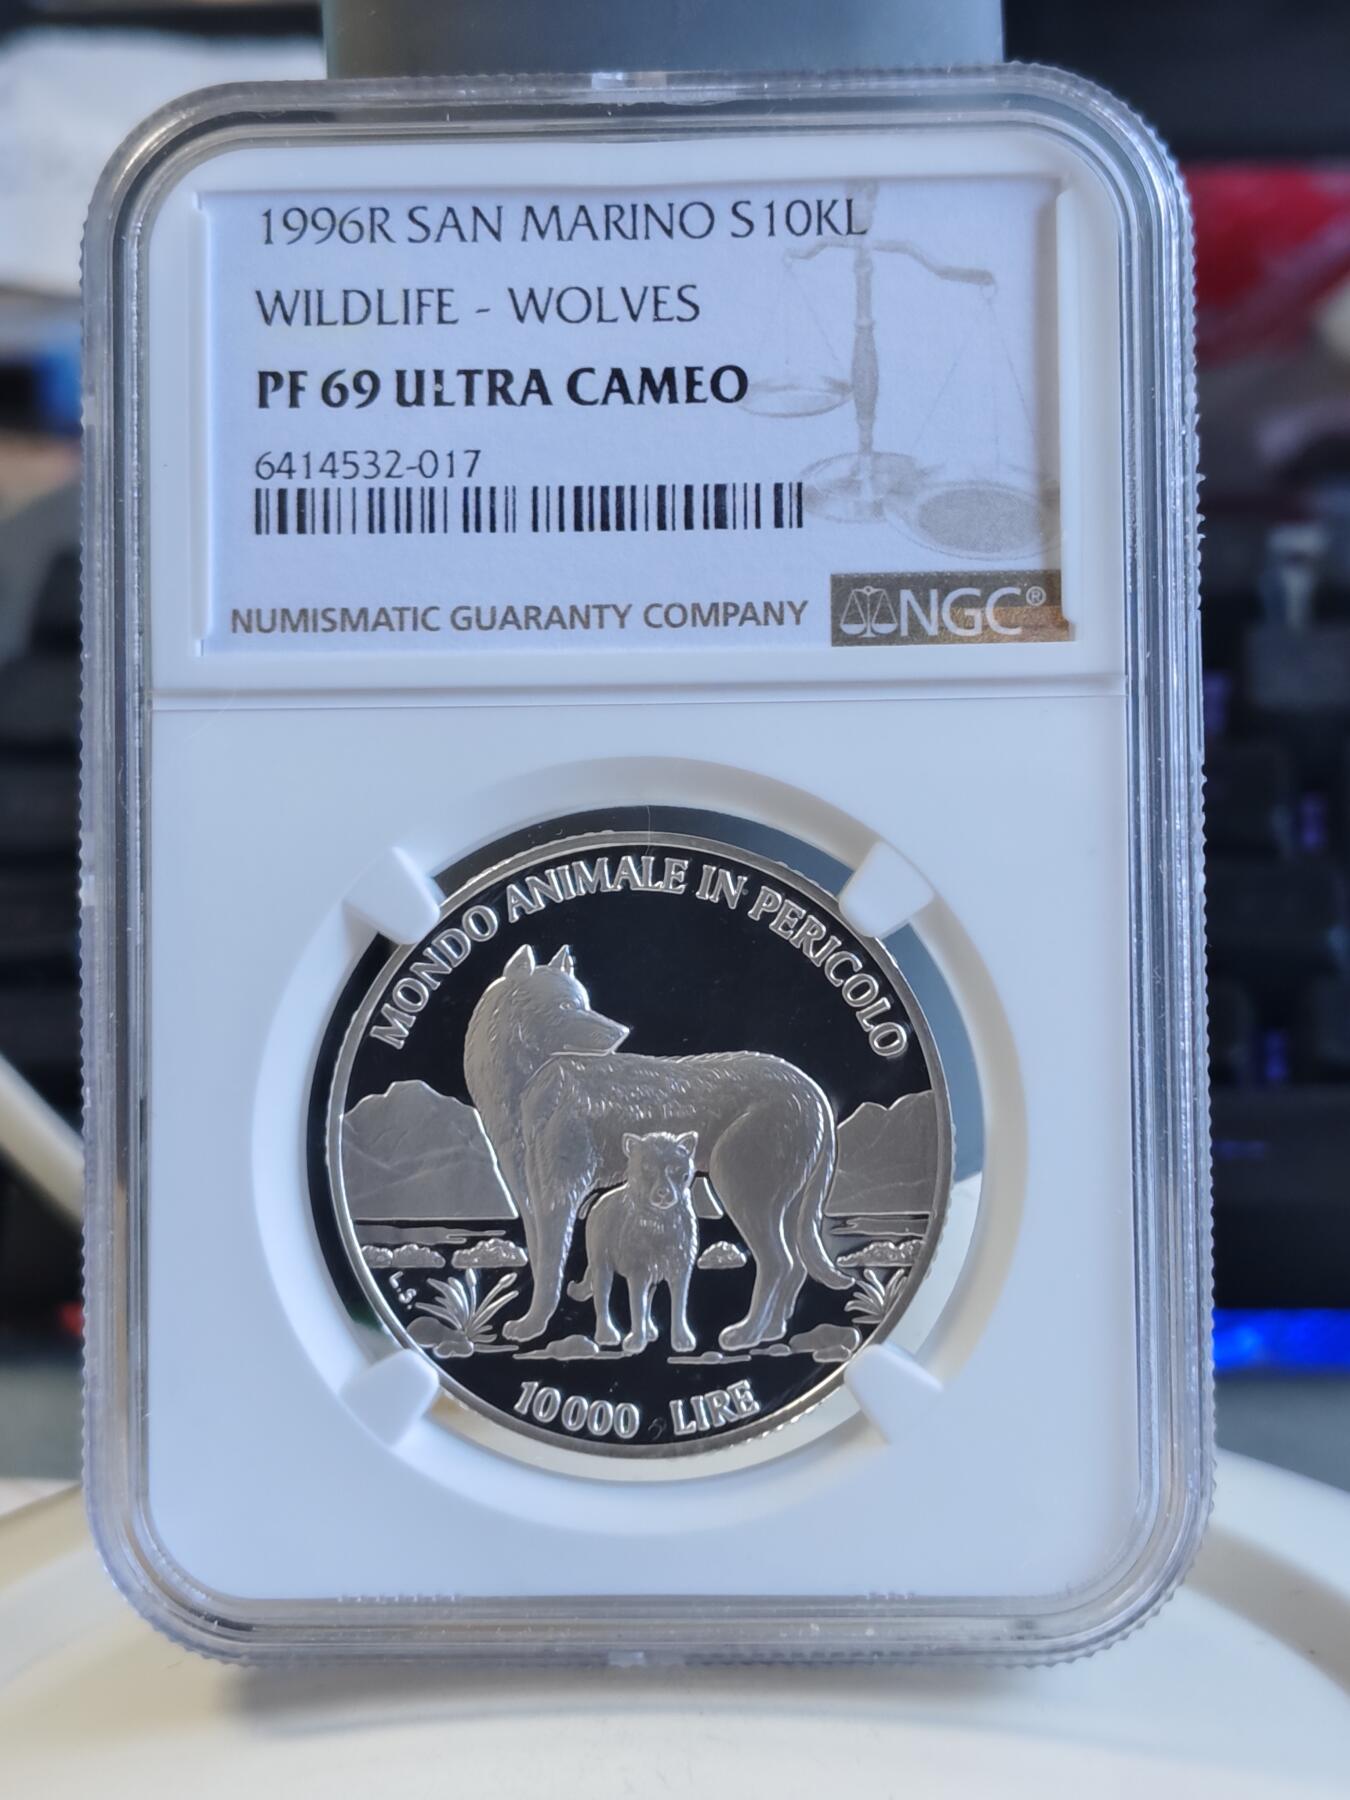 1996R SAN MARINO S10KL
WILDLIFE - WOLVES
PF 69 ULTRA CAMEO
6414532-017
NUMISMATIC GUARANTY COMPANY
NGC®
MONDO ANIMALE IN PERICOLO
L.S.
10000 LIRE